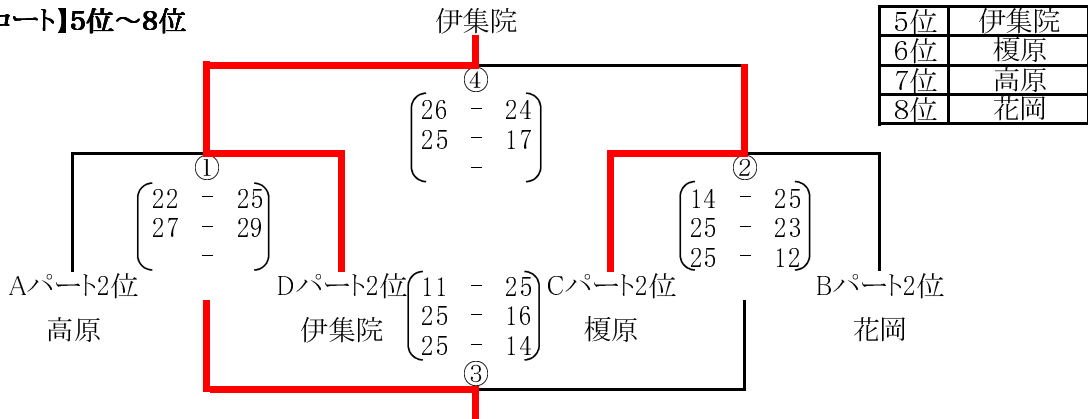 コート】5位～8位
伊集院
5位 伊集院
6位 榎原
7位 高原
8位 花岡
④
26 - 24
25 - 17
-
①
22 - 25
27 - 29
-
②
14 - 25
25 - 23
25 - 12
Aパート2位
高原
Dパート2位
伊集院
11 - 25
25 - 16
25 - 14
③
Cパート2位
榎原
Bパート2位
花岡